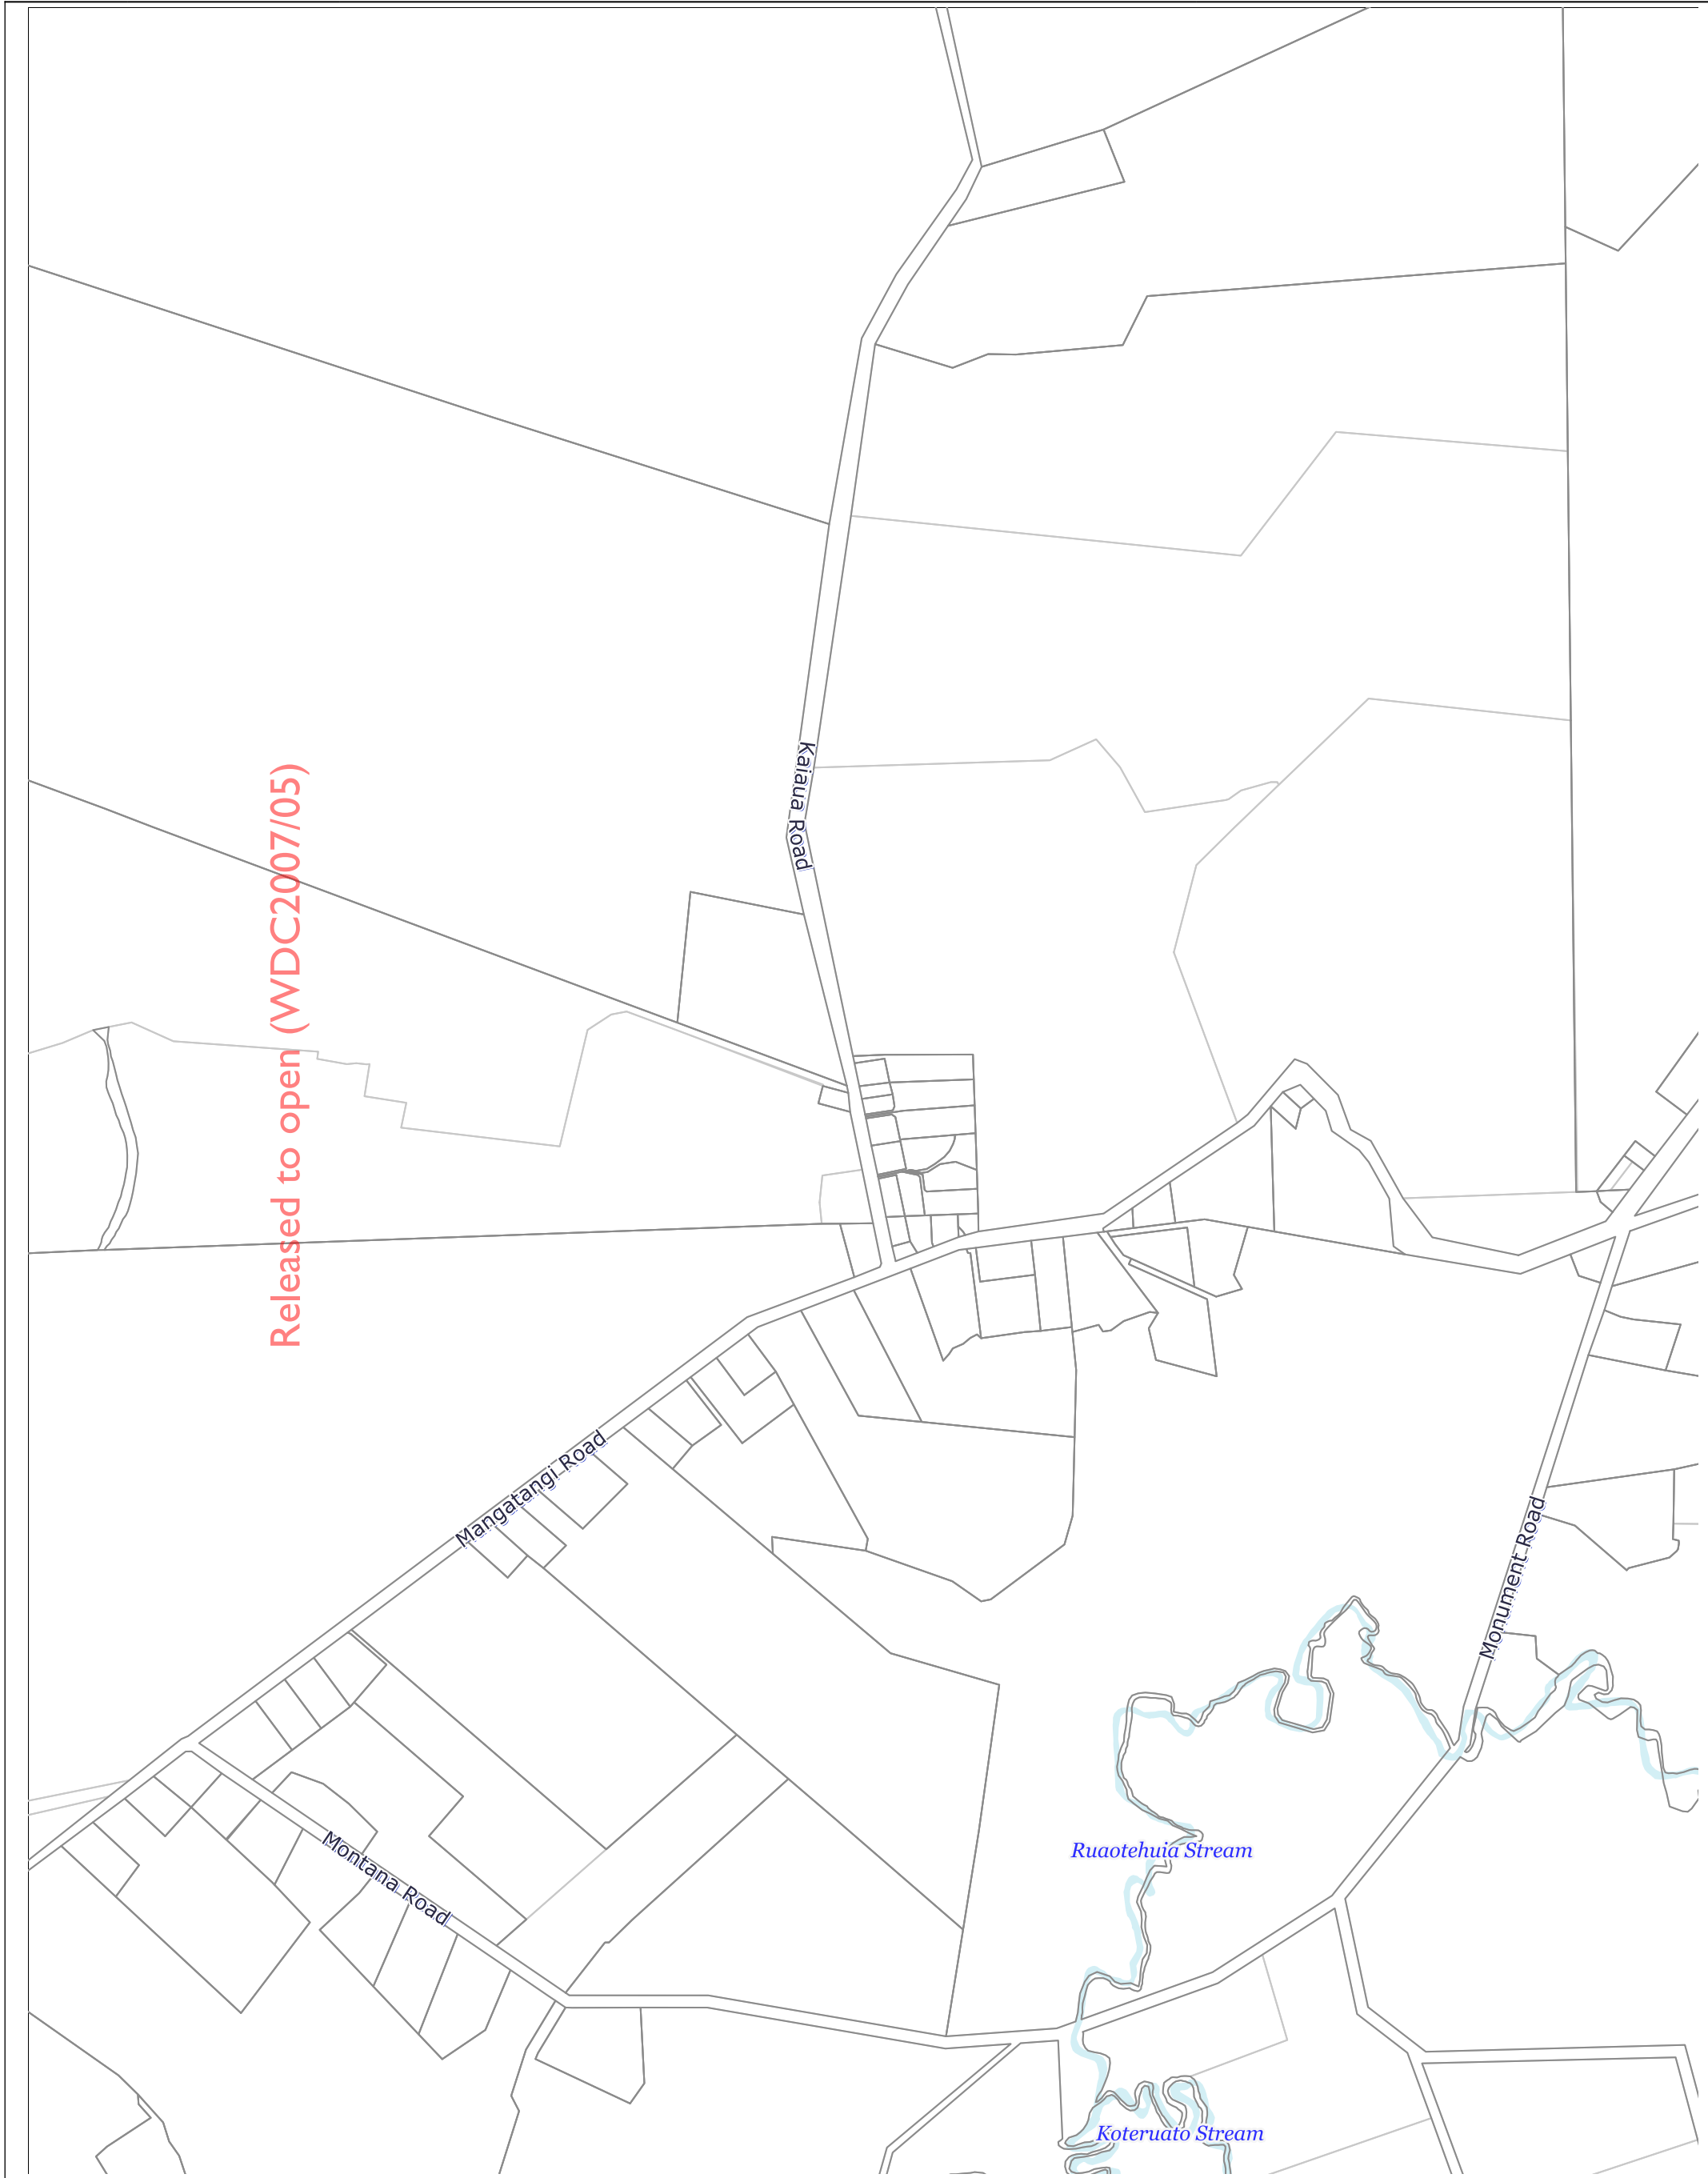 Kaiaua Road
Released to open (WDC2007/05)
Mangatangi Road
Monument Road
Ruaotehuia Stream
Montana Road
Koteruato Stream